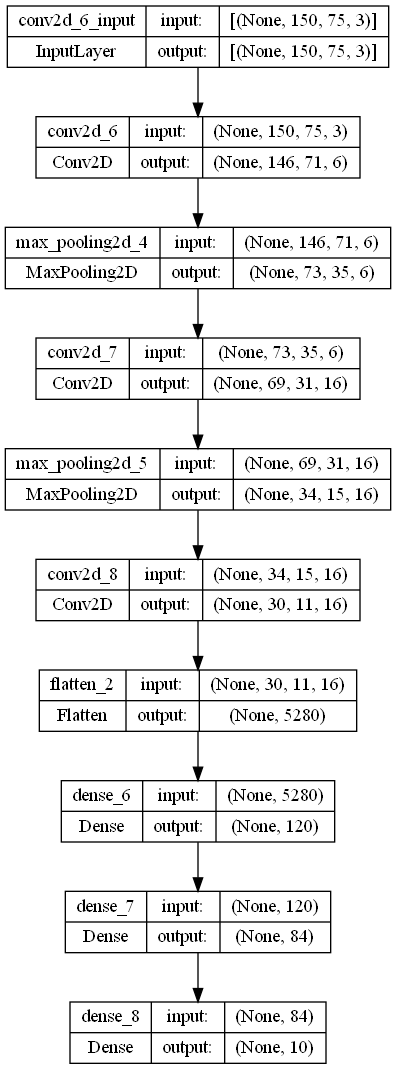 conv2d_6_input input: [(None, 150, 75, 3)]
InputLayer output: [(None, 150, 75, 3)]
conv2d_6 input: (None, 150, 75, 3)
Conv2D output: (None, 146, 71, 6)
max_pooling2d_4 input: (None, 146, 71, 6)
MaxPooling2D output: (None, 73, 35, 6)
conv2d_7 input: (None, 73, 35, 6)
Conv2D output: (None, 69, 31, 16)
max_pooling2d_5 input: (None, 69, 31, 16)
MaxPooling2D output: (None, 34, 15, 16)
conv2d_8 input: (None, 34, 15, 16)
Conv2D output: (None, 30, 11, 16)
flatten_2 input: (None, 30, 11, 16)
Flatten output: (None, 5280)
dense_6 input: (None, 5280)
Dense output: (None, 120)
dense_7 input: (None, 120)
Dense output: (None, 84)
dense_8 input: (None, 84)
Dense output: (None, 10)